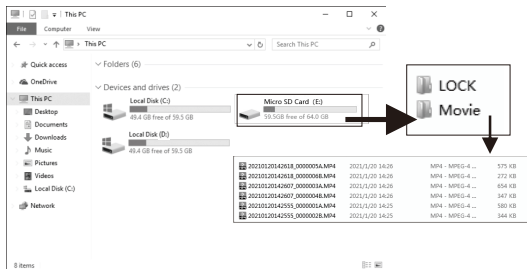 This PC
File Computer View
This PC
Search This PC
Quick access
OneDrive
This PC
Desktop
Documents
Downloads
Music
Pictures
Videos
Local Disk (C:)
Network
Folders (6)
Devices and drives (2)
Local Disk (C:)
49.4 GB free of 59.5 GB
Micro SD Card (E:)
59.5GB free of 64.0 GB
Local Disk (D:)
49.4 GB free of 59.5 GB
LOCK
Movie
20210120142618_0000005A.MP4 2021/1/20 14:26 MP4 - MPEG-4 ... 575 KB
20210120142618_0000006B.MP4 2021/1/20 14:26 MP4 - MPEG-4 ... 272 KB
20210120142607_0000003A.MP4 2021/1/20 14:26 MP4 - MPEG-4 ... 654 KB
20210120142607_0000004B.MP4 2021/1/20 14:26 MP4 - MPEG-4 ... 347 KB
20210120142555_0000001A.MP4 2021/1/20 14:25 MP4 - MPEG-4 ... 580 KB
20210120142555_0000002B.MP4 2021/1/20 14:25 MP4 - MPEG-4 ... 344 KB
8 items